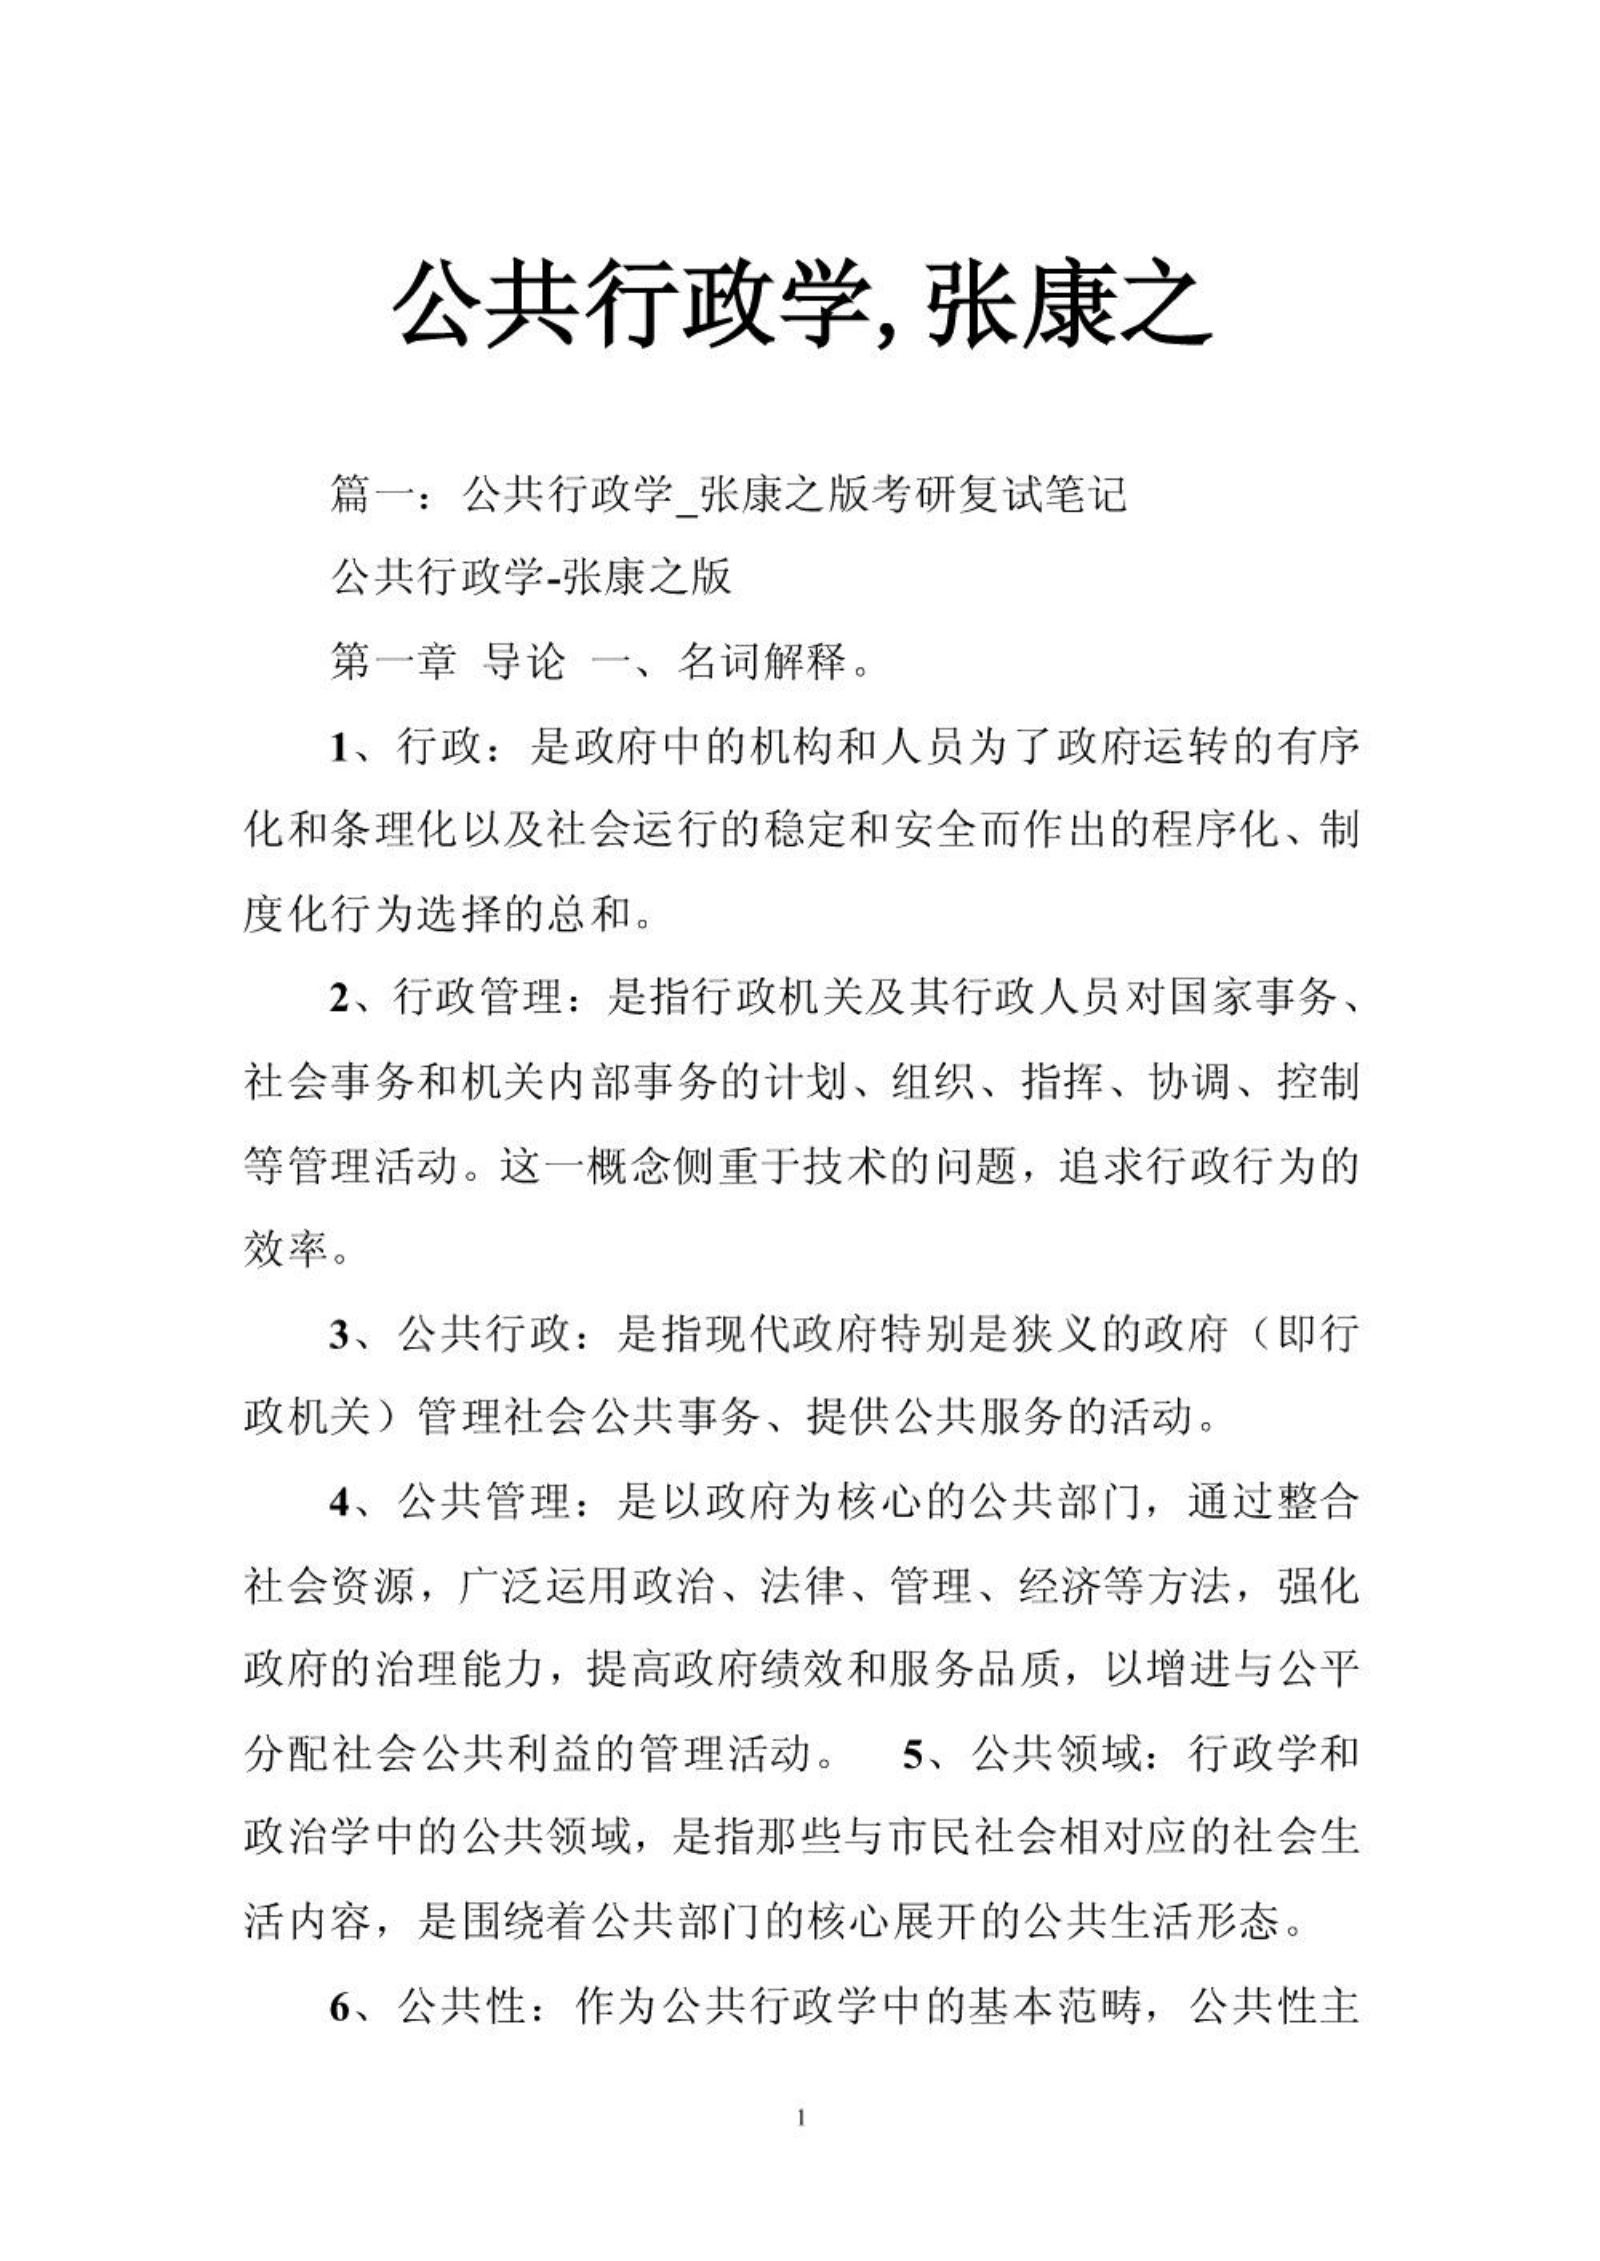 公共行政学,张康之
篇一：公共行政学_张康之版考研复试笔记
公共行政学-张康之版
第一章 导论 一、名词解释。
1、行政：是政府中的机构和人员为了政府运转的有序
化和条理化以及社会运行的稳定和安全而作出的程序化、制
度化行为选择的总和。
2、行政管理：是指行政机关及其行政人员对国家事务、
社会事务和机关内部事务的计划、组织、指挥、协调、控制
等管理活动。这一概念侧重于技术的问题，追求行政行为的
效率。
3、公共行政：是指现代政府特别是狭义的政府（即行
政机关）管理社会公共事务、提供公共服务的活动。
4、公共管理：是以政府为核心的公共部门，通过整合
社会资源，广泛运用政治、法律、管理、经济等方法，强化
政府的治理能力，提高政府绩效和服务品质，以增进与公平
分配社会公共利益的管理活动。 5、公共领域：行政学和
政治学中的公共领域，是指那些与市民社会相对应的社会生
活内容，是围绕着公共部门的核心展开的公共生活形态。
6、公共性：作为公共行政学中的基本范畴，公共性主
1